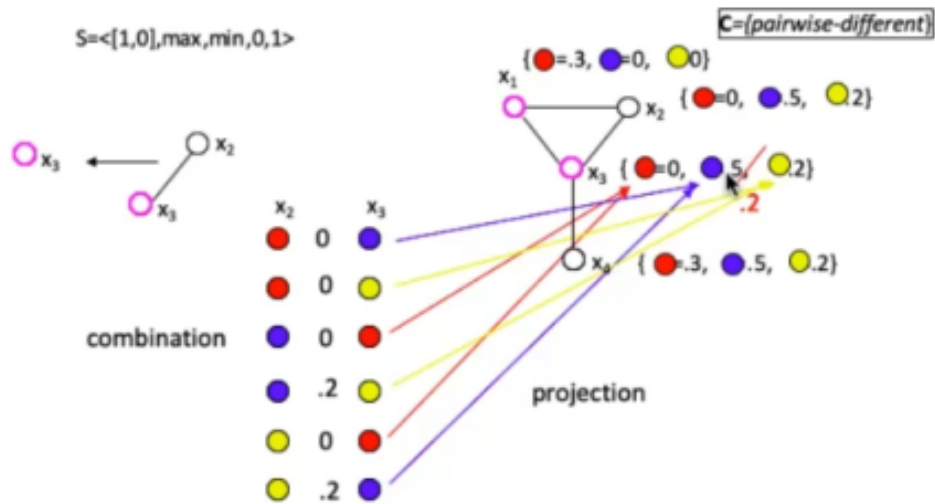 C={pairwise-different}
S=<[1,0],max,min,0,1>
{ =.3, =0, 0}
x₁
{ =0, .5, .2}
x₂
x₂
x₃
x₃ { =0, .5, .2}
x₃
.2
x₂ x₃
0
x₄ { =.3, .5, .2}
0
combination 0
.2
projection
0
.2